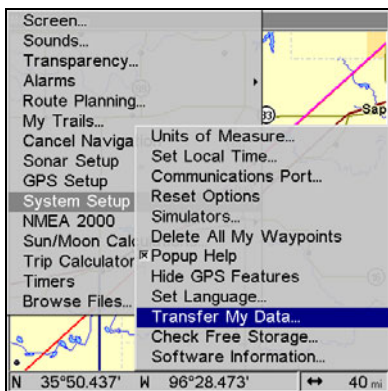 Screen...
Sounds...
Transparency...
Alarms
Route Planning...
My Trails...
Cancel Naviga
Sonar Setup
GPS Setup
System Setup
NMEA 2000
Sun/Moon Calc
Trip Calculator
Timers
Browse Files...
Units of Measure...
Set Local Time...
Communications Port...
Reset Options
Simulators...
Delete All My Waypoints
Popup Help
Hide GPS Features
Set Language...
Transfer My Data...
Check Free Storage...
Software Information...
33
Sap
N 35°50.437' W 96°28.473' ↔ 40 mi